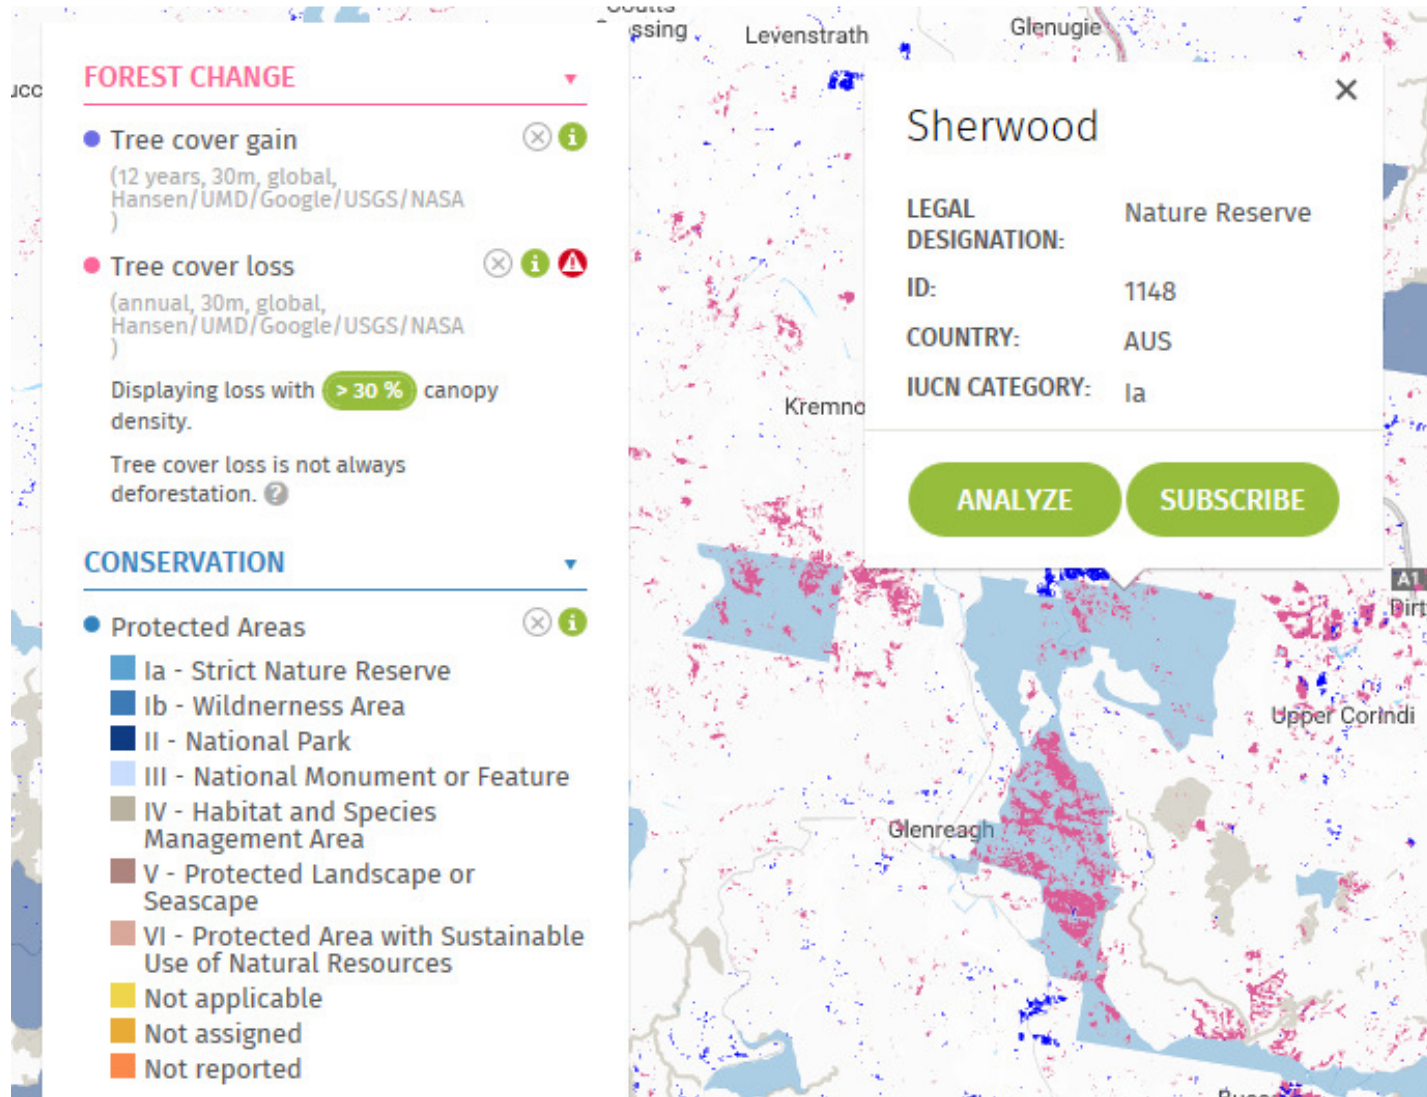 Crossing
Levenstrath
Glenugie
FOREST CHANGE
Tree cover gain
(12 years, 30m, global,
Hansen/UMD/Google/USGS/NASA
)
Tree cover loss
(annual, 30m, global,
Hansen/UMD/Google/USGS/NASA
)
Displaying loss with > 30 % canopy
density.
Tree cover loss is not always
deforestation. ?
CONSERVATION
Protected Areas
Ia - Strict Nature Reserve
Ib - Wildnerness Area
II - National Park
III - National Monument or Feature
IV - Habitat and Species
Management Area
V - Protected Landscape or
Seascape
VI - Protected Area with Sustainable
Use of Natural Resources
Not applicable
Not assigned
Not reported
Sherwood
LEGAL
DESIGNATION: Nature Reserve
ID: 1148
COUNTRY: AUS
IUCN CATEGORY: Ia
ANALYZE SUBSCRIBE
Kremno
A1
Dirt
Upper Corindi
Glenreagh